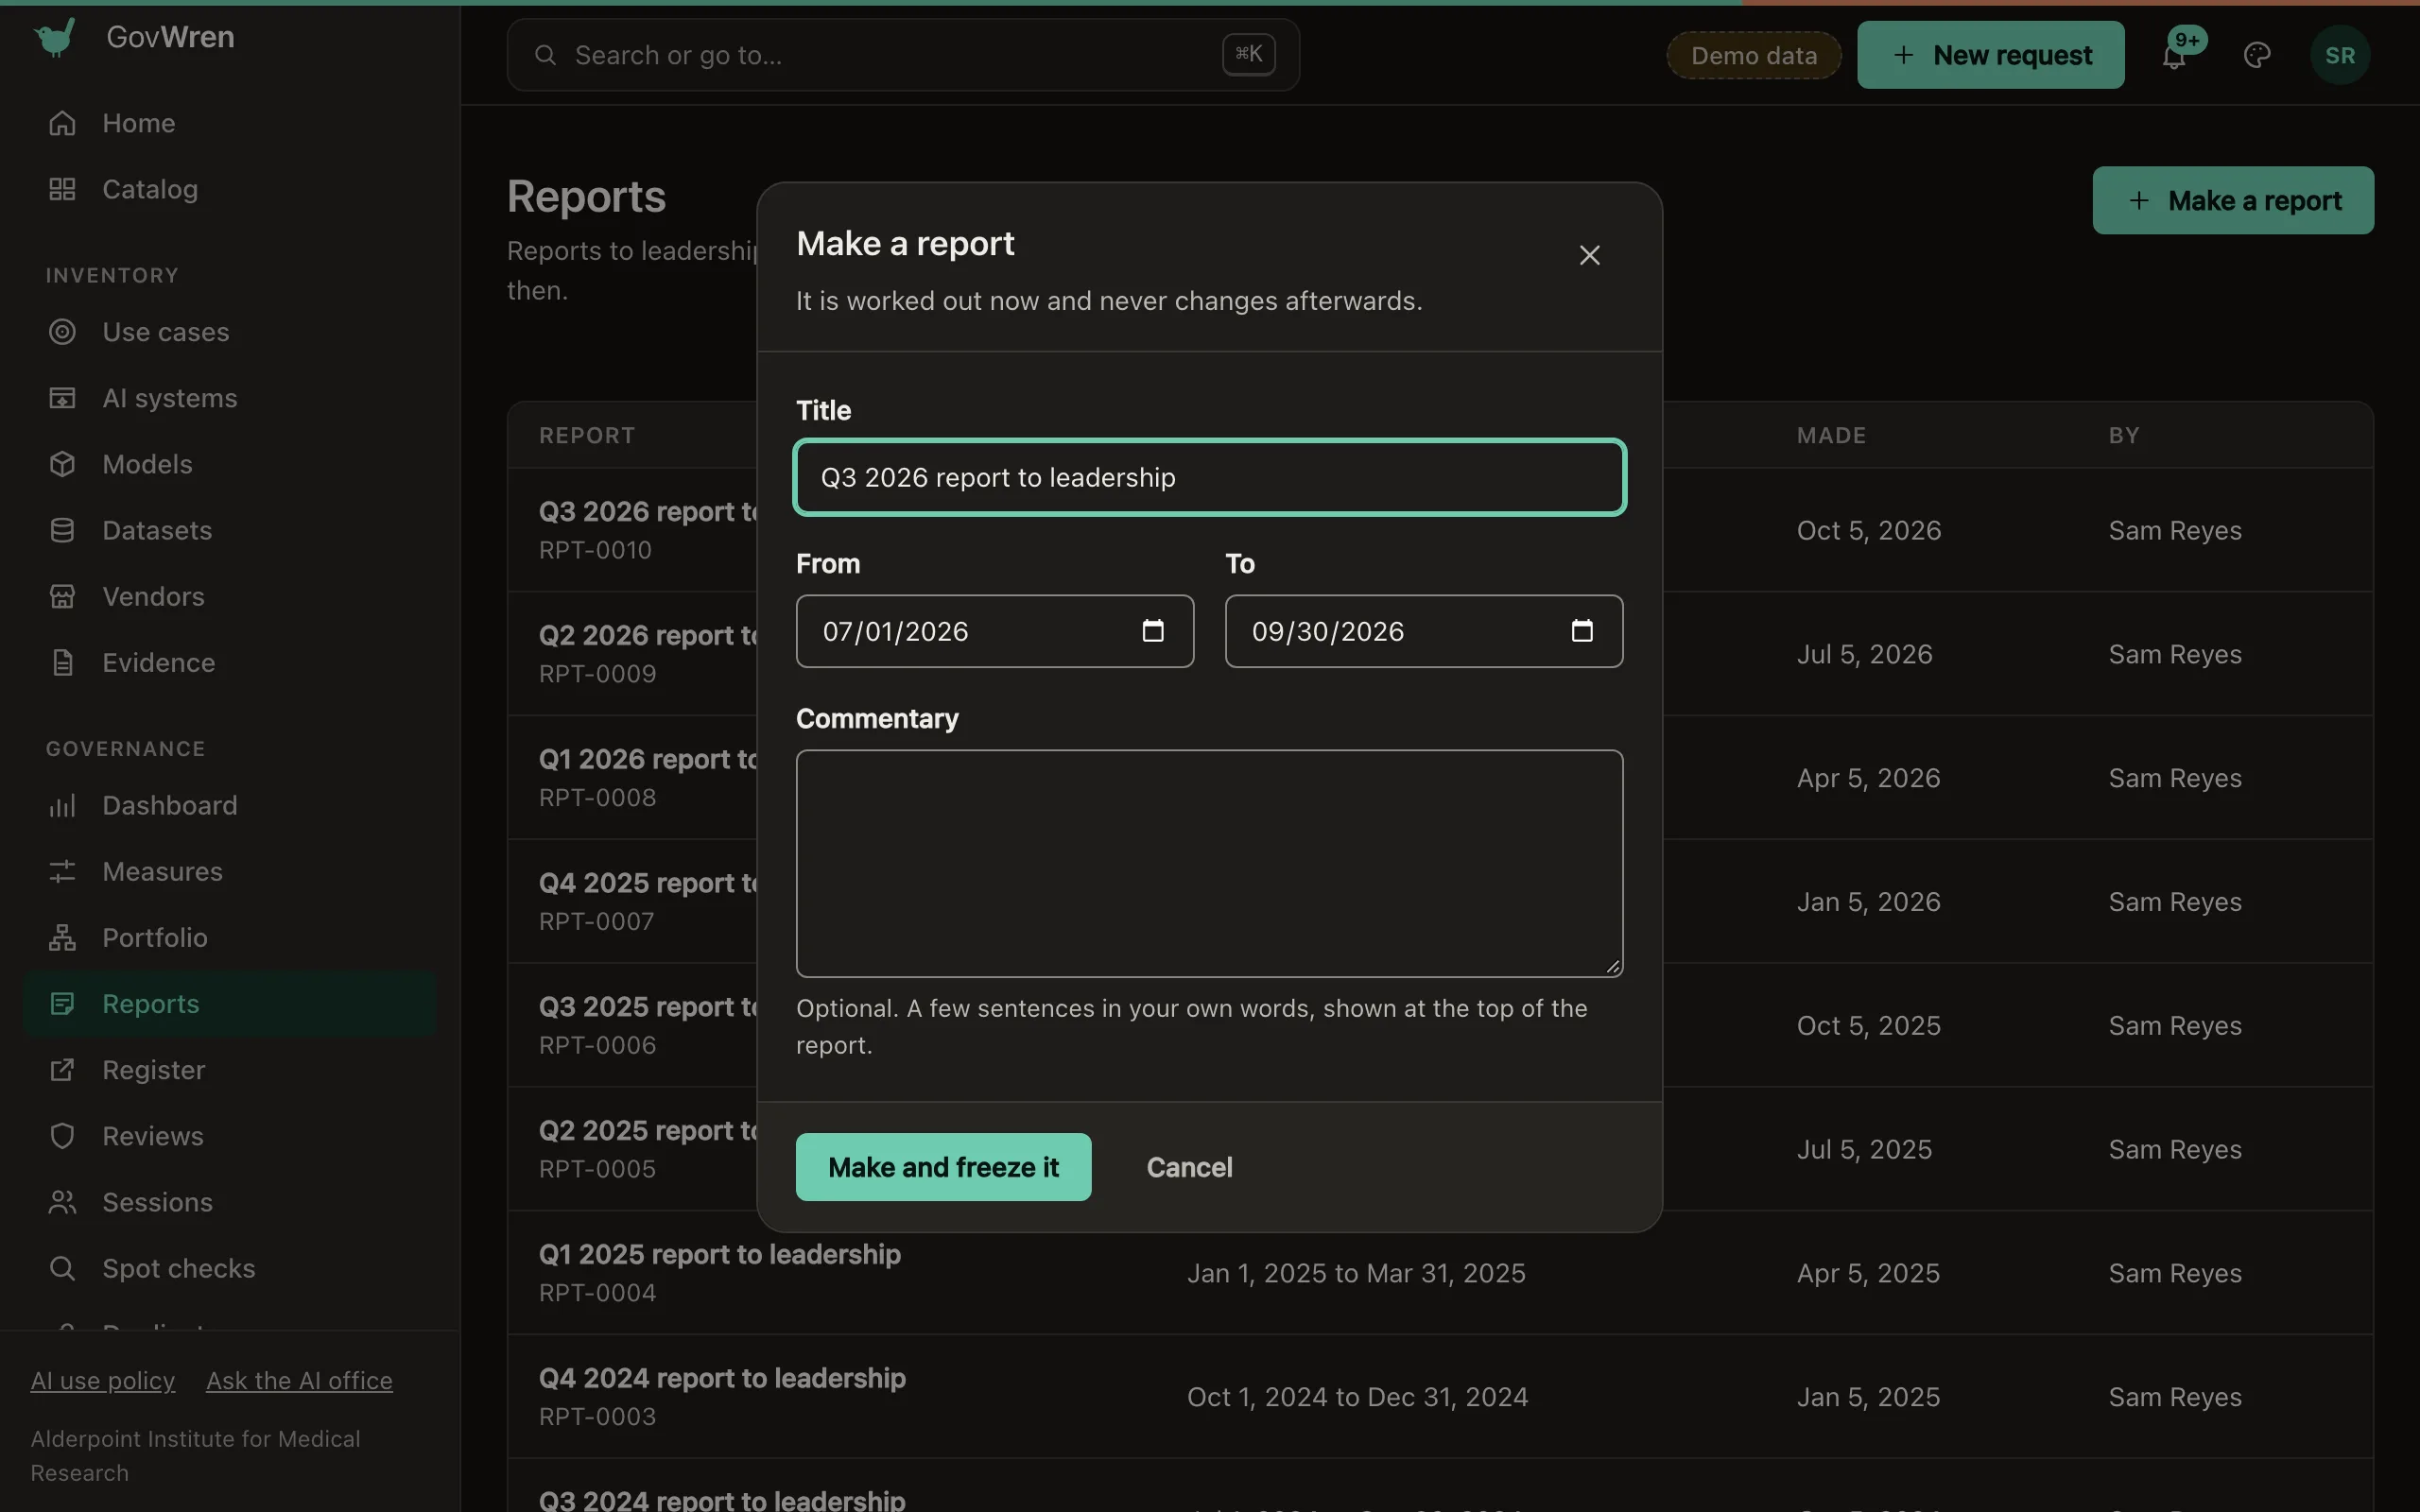 GovWren
Search or go to...
⌘K
Demo data
+ New request
9+
SR
Home
Catalog
INVENTORY
Use cases
AI systems
Models
Datasets
Vendors
Evidence
GOVERNANCE
Dashboard
Measures
Portfolio
Reports
Register
Reviews
Sessions
Spot checks
AI use policy
Ask the AI office
Alderpoint Institute for Medical
Research
Reports
Reports to leadership
then.
+ Make a report
REPORT
MADE
BY
Q3 2026 report to
RPT-0010
Oct 5, 2026
Sam Reyes
Q2 2026 report to
RPT-0009
Jul 5, 2026
Sam Reyes
Q1 2026 report to
RPT-0008
Apr 5, 2026
Sam Reyes
Q4 2025 report to
RPT-0007
Jan 5, 2026
Sam Reyes
Q3 2025 report to
RPT-0006
Oct 5, 2025
Sam Reyes
Q2 2025 report to
RPT-0005
Jul 5, 2025
Sam Reyes
Q1 2025 report to leadership
RPT-0004
Jan 1, 2025 to Mar 31, 2025
Apr 5, 2025
Sam Reyes
Q4 2024 report to leadership
RPT-0003
Oct 1, 2024 to Dec 31, 2024
Jan 5, 2025
Sam Reyes
Q3 2024 report to leadership
Make a report
It is worked out now and never changes afterwards.
Title
Q3 2026 report to leadership
From
To
07/01/2026
09/30/2026
Commentary
Optional. A few sentences in your own words, shown at the top of the
report.
Make and freeze it
Cancel